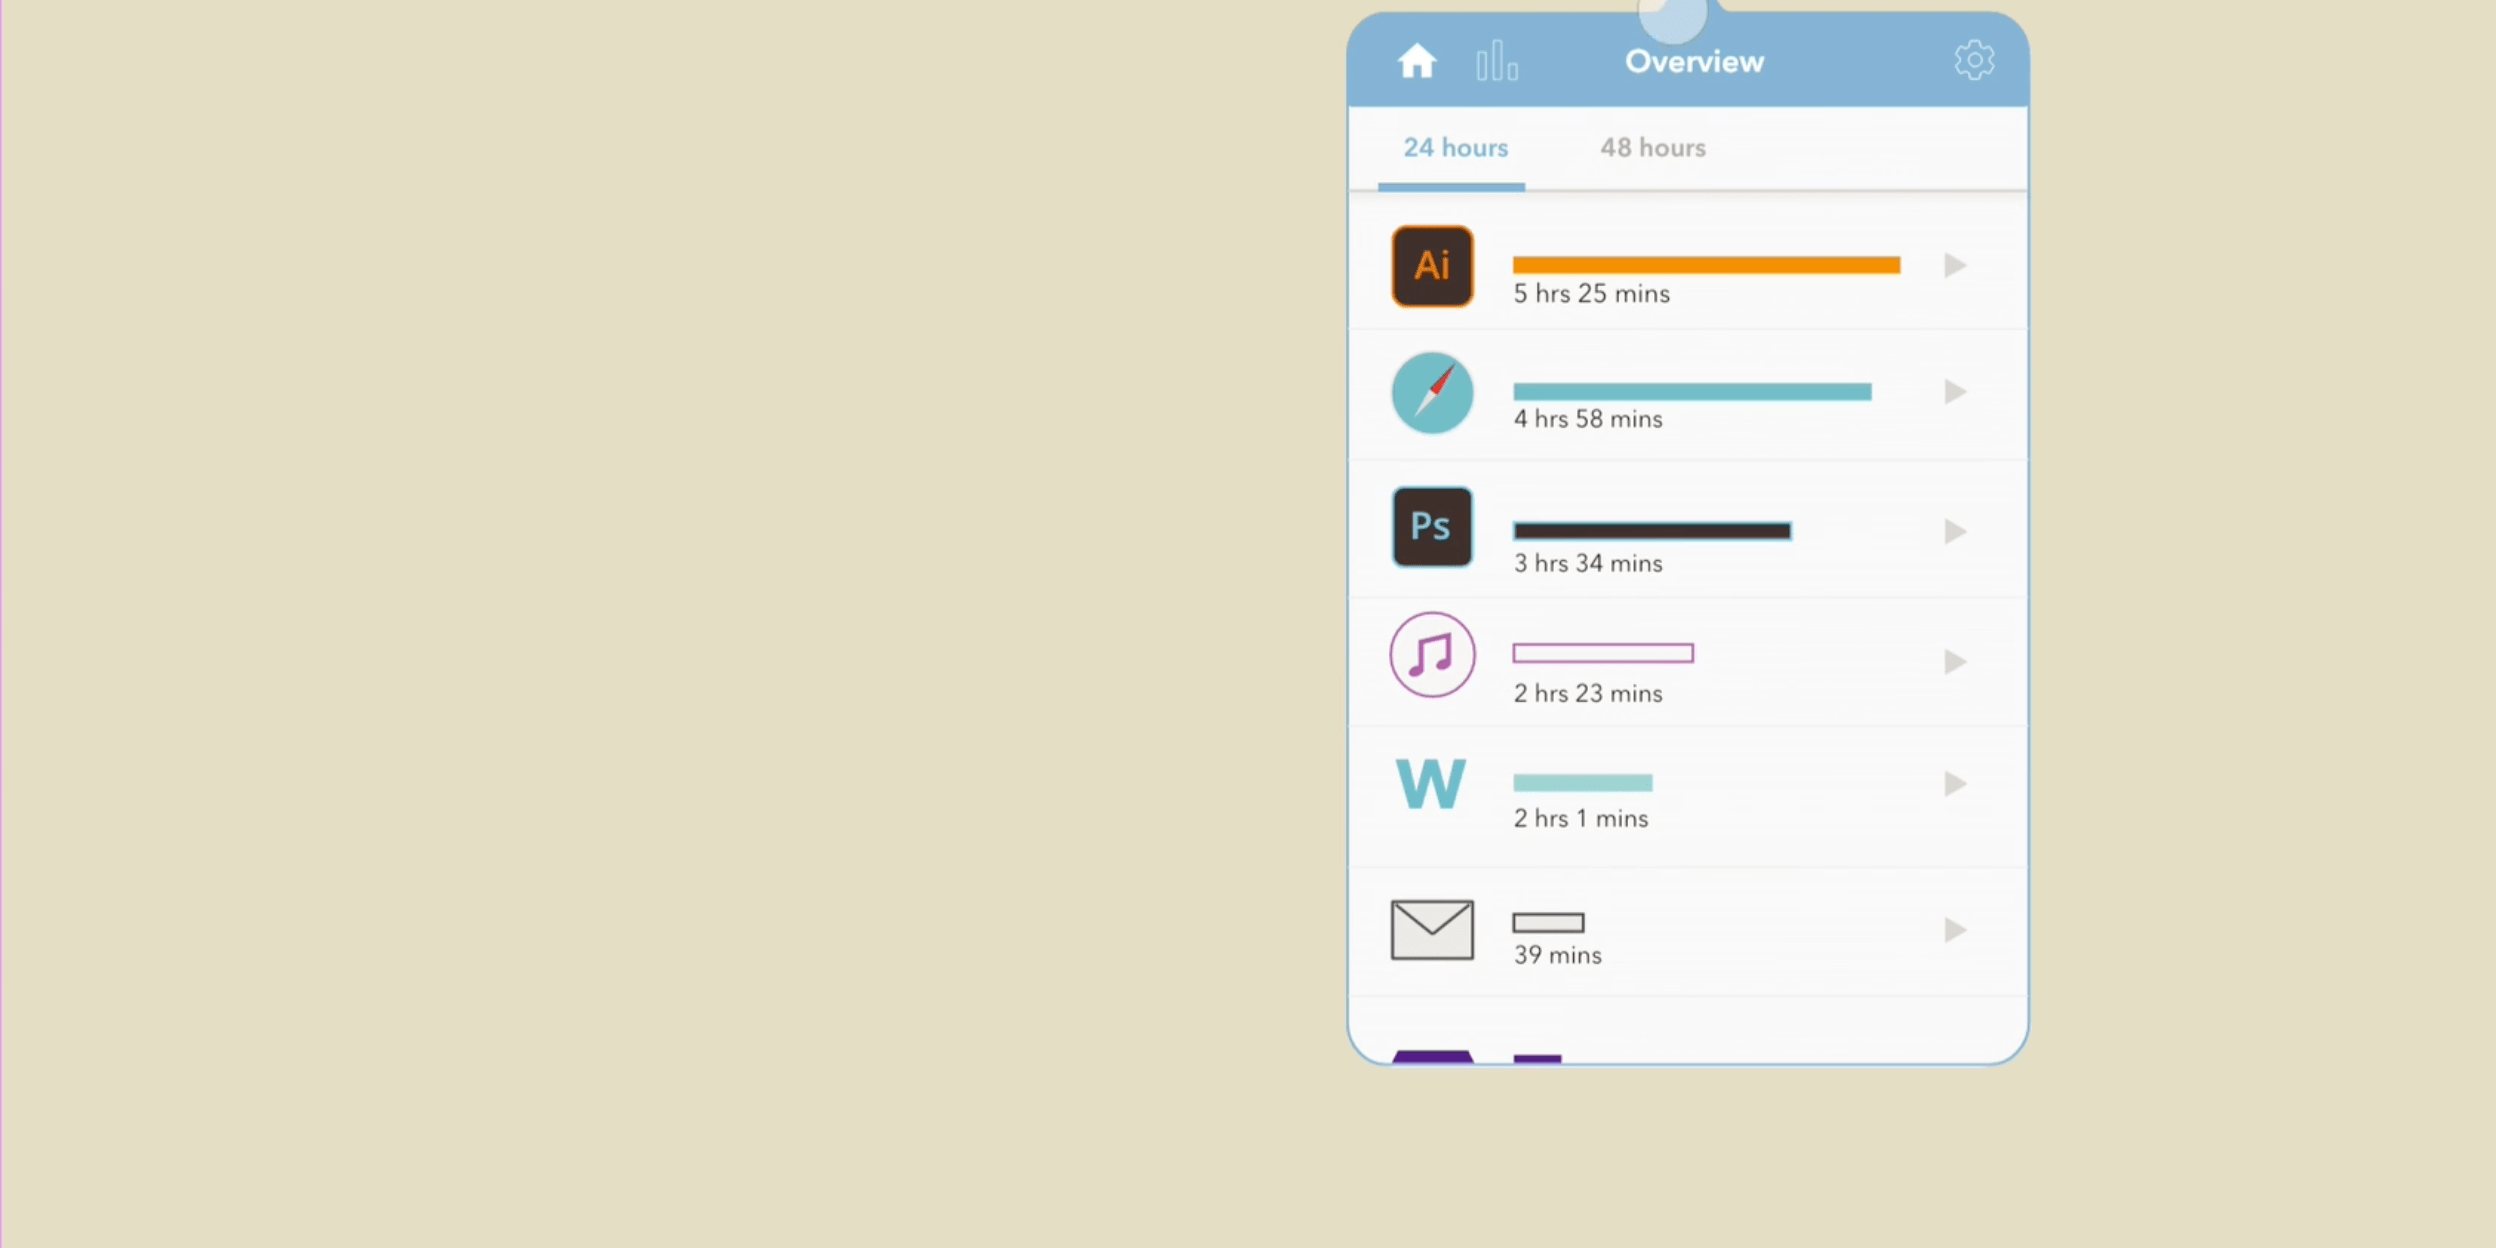 Overview
24 hours 48 hours
Ai
5 hrs 25 mins
4 hrs 58 mins
Ps
3 hrs 34 mins
2 hrs 23 mins
W
2 hrs 1 mins
39 mins